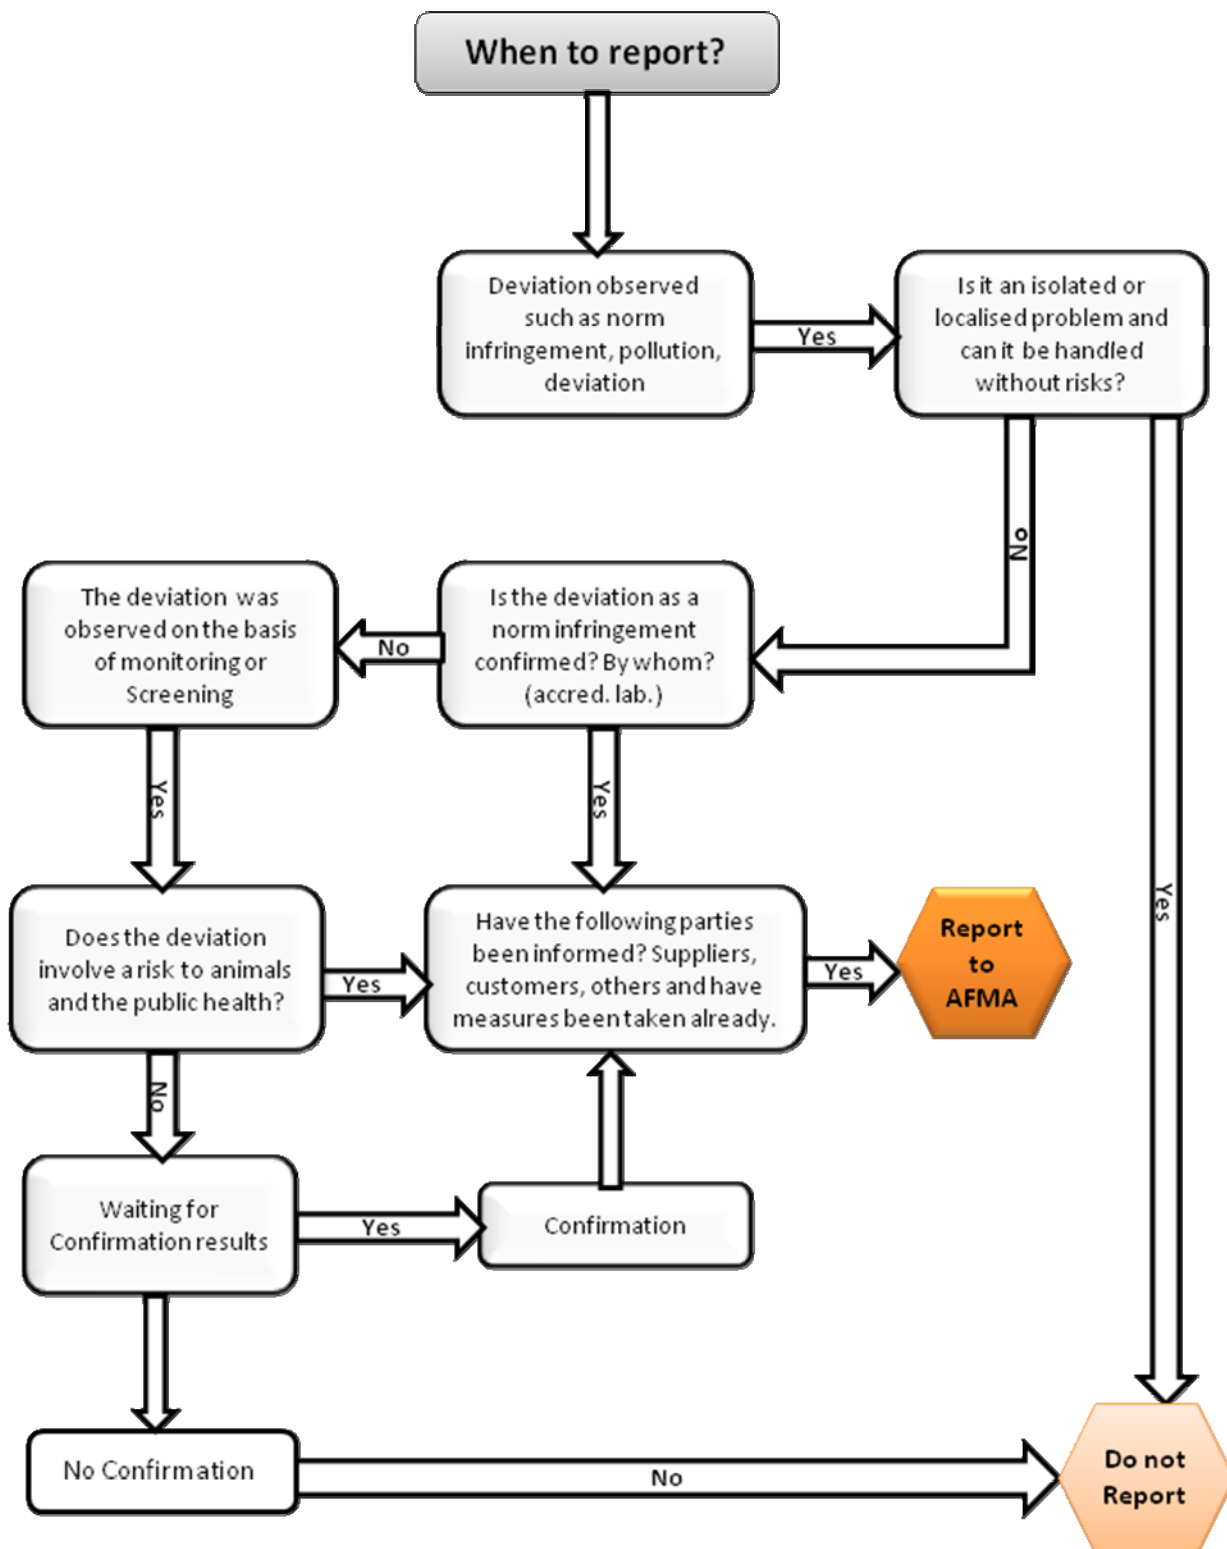 When to report?
Deviation observed
such as norm
infringement, pollution,
deviation
Yes
Is it an isolated or
localised problem and
can it be handled
without risks?
No
Yes
The deviation was
observed on the basis
of monitoring or
Screening
No
Is the deviation as a
norm infringement
confirmed? By whom?
(accred. lab.)
Yes
Yes
Does the deviation
involve a risk to animals
and the public health?
Yes
Have the following parties
been informed? Suppliers,
customers, others and have
measures been taken already.
Yes
Report
to
AFMA
No
Waiting for
Confirmation results
Yes
Confirmation
No Confirmation
No
Do not
Report